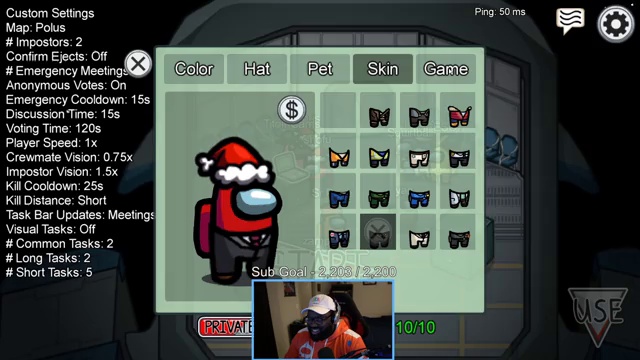 Custom Settings
Map: Polus
# Impostors: 2
Confirm Ejects: Off
# Emergency Meetings
Anonymous Votes: On
Emergency Cooldown: 15s
Discussion Time: 15s
Voting Time: 120s
Player Speed: 1x
Crewmate Vision: 0.75x
Impostor Vision: 1.5x
Kill Cooldown: 25s
Kill Distance: Short
Task Bar Updates: Meetings
Visual Tasks: Off
# Common Tasks: 2
# Long Tasks: 2
# Short Tasks: 5
Ping: 50 ms
Color
Hat
Pet
Skin
Game
$
Sub Goal - 2,203 / 2,200
PRIVATE
10/10
USE